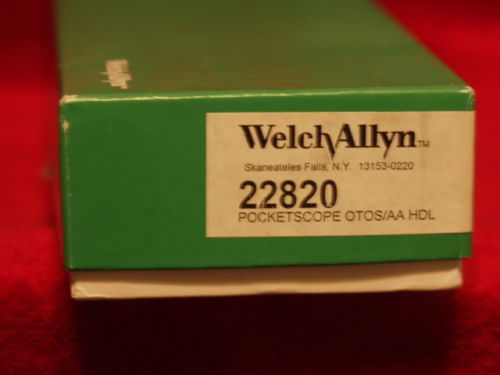 WelchAllyn™
Skaneateles Falls, N.Y. 13153-0220
22820
POCKETSCOPE OTOS/AA HDL